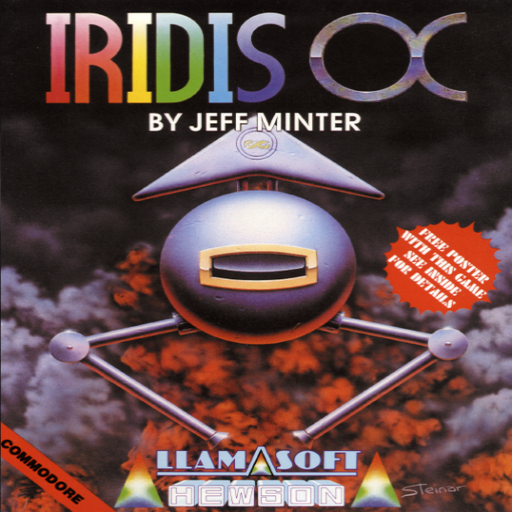 IRIDIS α
BY JEFF MINTER
FREE POSTER
WITH THIS GAME
SEE INSIDE
FOR DETAILS
COMMODORE
LLAMASOFT
HEWSON
Steinar